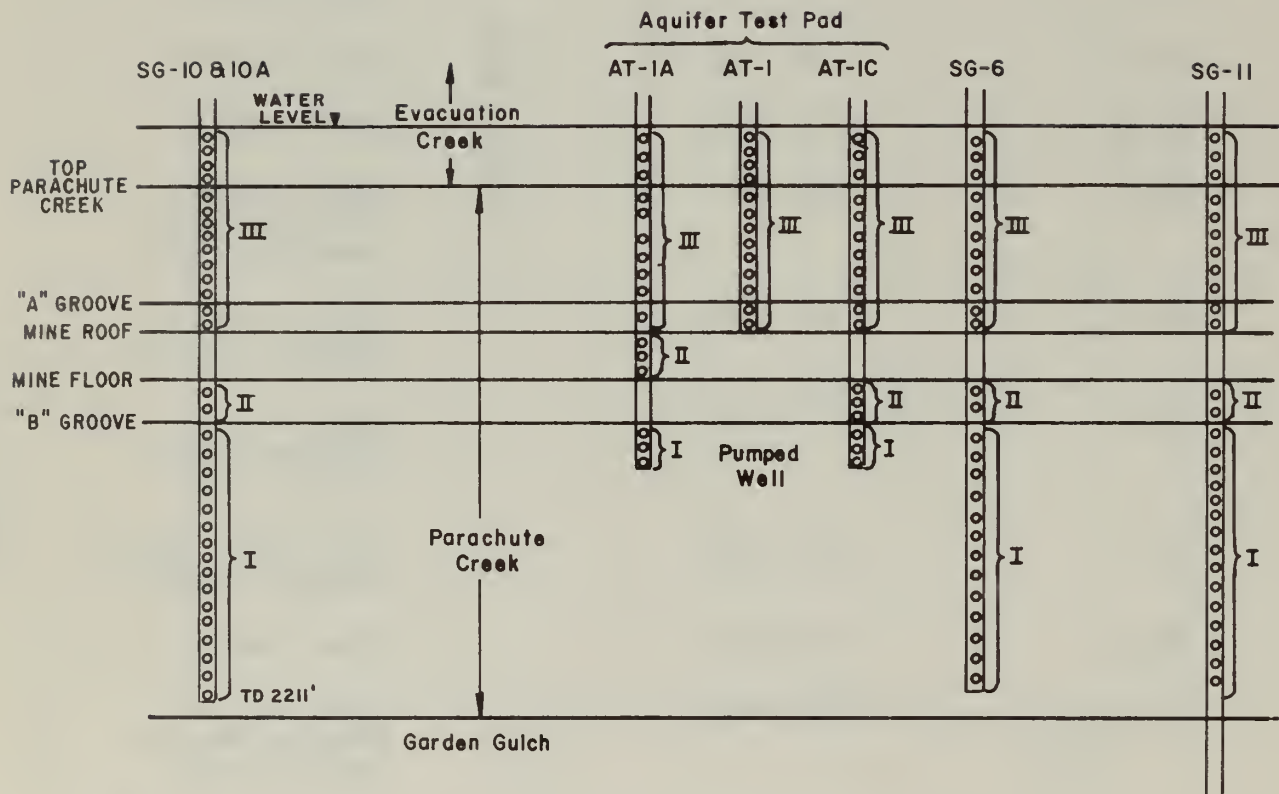 Aquifer Test Pad
SG-10 & 10A
AT-1A
AT-1
AT-1C
SG-6
SG-11
WATER
LEVEL
Evacuation
Creek
TOP
PARACHUTE
CREEK
III
III
III
III
III
III
"A" GROOVE
MINE ROOF
II
MINE FLOOR
II
II
II
II
"B" GROOVE
I
I
Pumped
Well
Parachute
Creek
I
I
I
TD 2211'
Garden Gulch